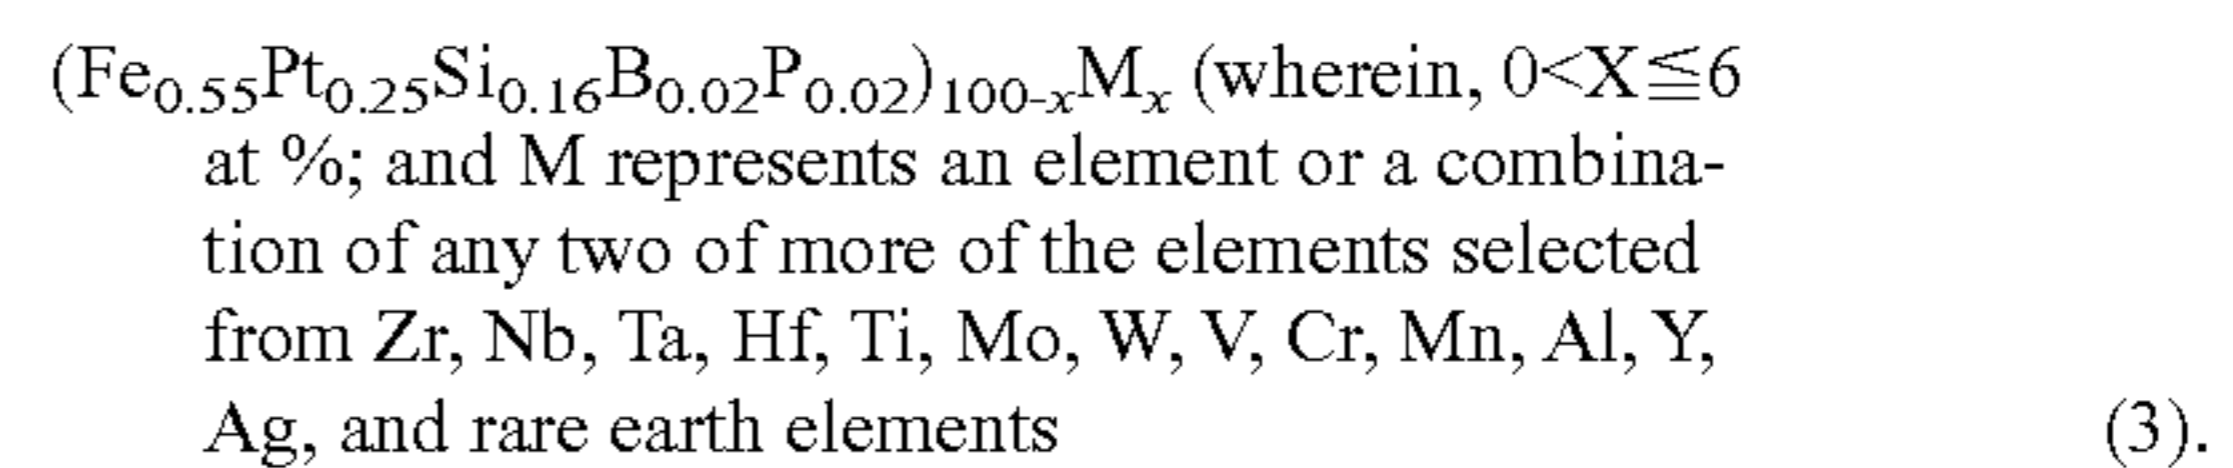 (Fe0.55Pt0.25Si0.16B0.02P0.02)100-xMx (wherein, 0<X≦6
at %; and M represents an element or a combina-
tion of any two of more of the elements selected
from Zr, Nb, Ta, Hf, Ti, Mo, W, V, Cr, Mn, Al, Y,
Ag, and rare earth elements (3).